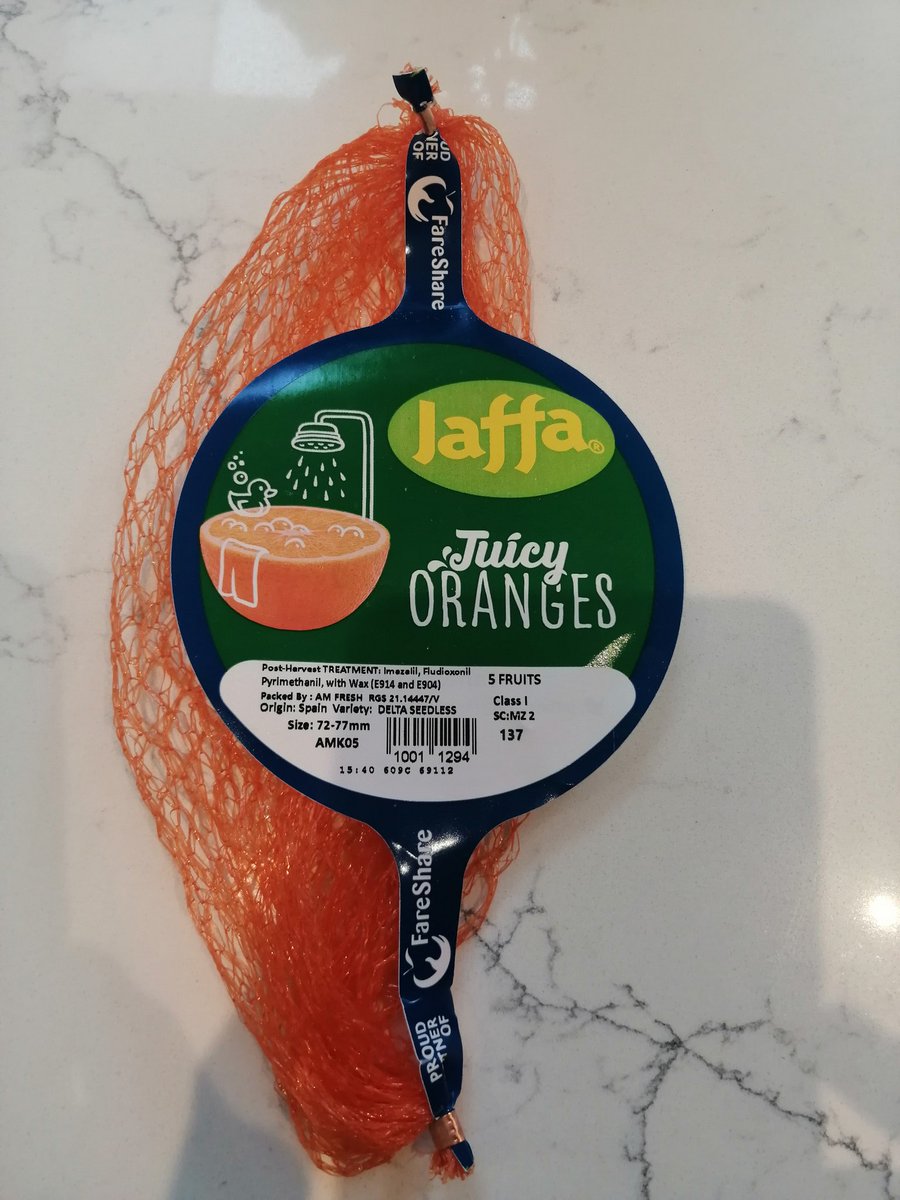 PROUD
PARTNER
OF
FareShare
Jaffa®
Juicy
ORANGES
Post-Harvest TREATMENT: Imazalil, Fludioxonil
Pyrimethanil, with Wax (E914 and E904)
Packed By : AM FRESH RGS 21.14447/V
Origin: Spain Variety: DELTA SEEDLESS
Size: 72-77mm
AMK05
1001 1294
15:40 609C 69112
5 FRUITS
Class I
SC:MZ 2
137
FareShare
PROUD
PARTNER
OF